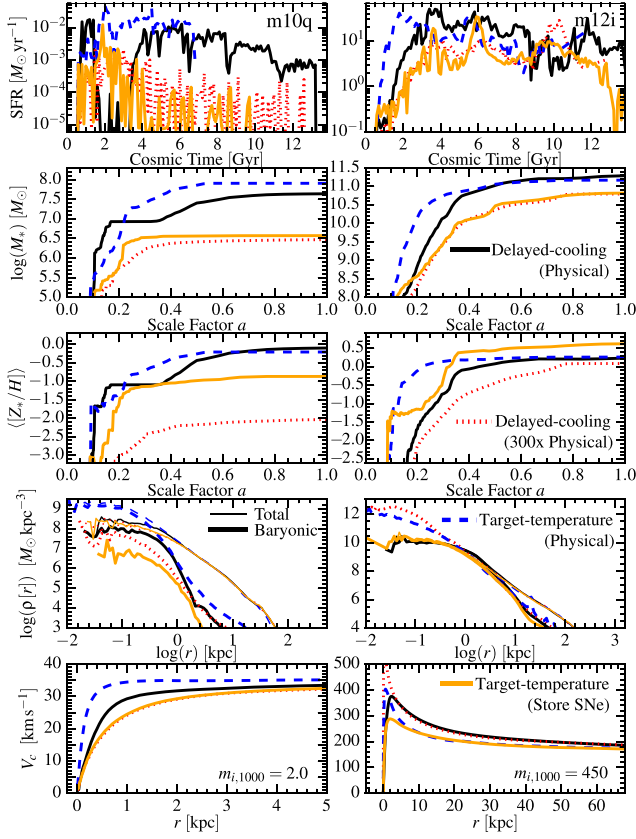 m10q
m12i
SFR [M⊙ yr⁻¹]
10⁻²
10⁻³
10⁻⁴
10⁻⁵
10¹
10⁰
10⁻¹
0 2 4 6 8 10 12
0 2 4 6 8 10 12
Cosmic Time [Gyr]
Cosmic Time [Gyr]
log(M*) [M⊙]
8.0
7.5
7.0
6.5
6.0
5.5
5.0
11.5
11.0
10.5
10.0
9.5
9.0
8.5
8.0
Delayed-cooling
(Physical)
0.0 0.2 0.4 0.6 0.8 1.0
0.0 0.2 0.4 0.6 0.8 1.0
Scale Factor a
Scale Factor a
⟨[Z*/H]⟩
0.0
−0.5
−1.0
−1.5
−2.0
−2.5
−3.0
0.5
0.0
−0.5
−1.0
−1.5
−2.0
−2.5
Delayed-cooling
(300x Physical)
0.0 0.2 0.4 0.6 0.8 1.0
0.0 0.2 0.4 0.6 0.8 1.0
Scale Factor a
Scale Factor a
log(ρ[r]) [M⊙ kpc⁻³]
9
8
7
6
5
4
3
Total
Baryonic
12
10
8
6
4
Target-temperature
(Physical)
−2 −1 0 1 2
−2 −1 0 1 2 3
log(r) [kpc]
log(r) [kpc]
Vc [km s⁻¹]
40
35
30
25
20
15
10
5
0
m_{i,1000} = 2.0
500
400
300
200
100
0
Target-temperature
(Store SNe)
m_{i,1000} = 450
0 1 2 3 4 5
0 10 20 30 40 50 60
r [kpc]
r [kpc]